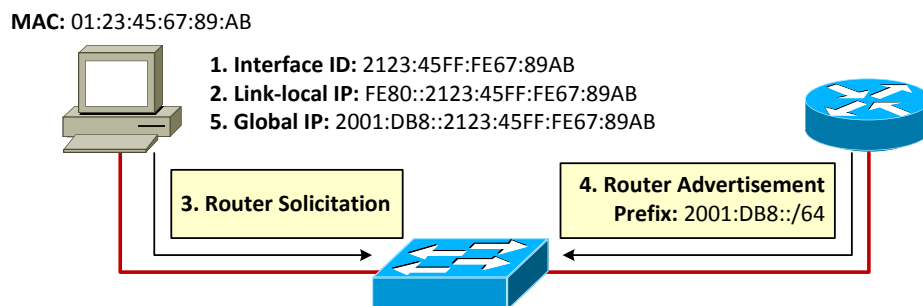 MAC: 01:23:45:67:89:AB
1. Interface ID: 2123:45FF:FE67:89AB
2. Link-local IP: FE80::2123:45FF:FE67:89AB
5. Global IP: 2001:DB8::2123:45FF:FE67:89AB
3. Router Solicitation
4. Router Advertisement
Prefix: 2001:DB8::/64